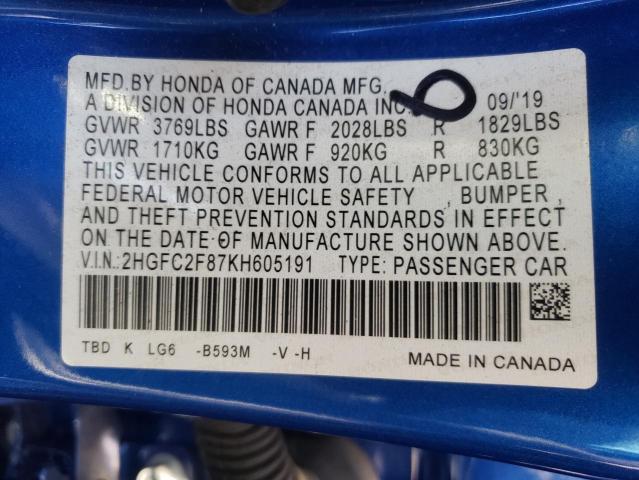 MFD.BY HONDA OF CANADA MFG.
A DIVISION OF HONDA CANADA INC. 09/'19
GVWR 3769LBS GAWR F 2028LBS R 1829LBS
GVWR 1710KG GAWR F 920KG R 830KG
THIS VEHICLE CONFORMS TO ALL APPLICABLE
FEDERAL MOTOR VEHICLE SAFETY , BUMPER,
AND THEFT PREVENTION STANDARDS IN EFFECT
ON THE DATE OF MANUFACTURE SHOWN ABOVE.
V.I.N.:2HGFC2F87KH605191 TYPE: PASSENGER CAR
TBD K LG6 -B593M -V -H MADE IN CANADA